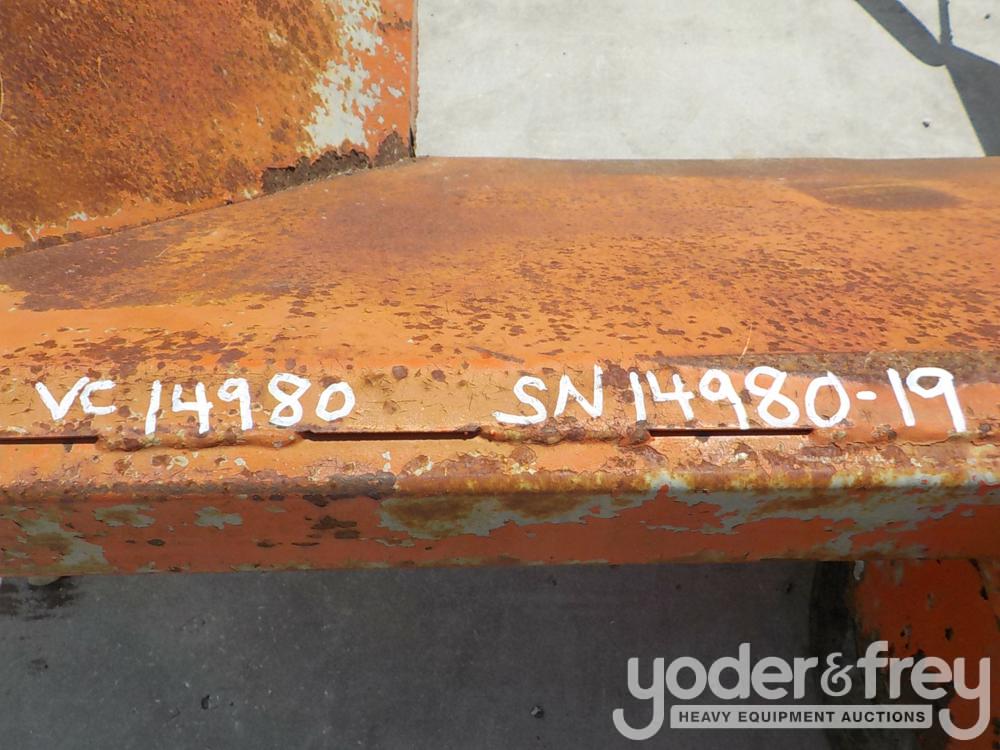 VC 14980 SN 14980-19
yoder&frey
HEAVY EQUIPMENT AUCTIONS